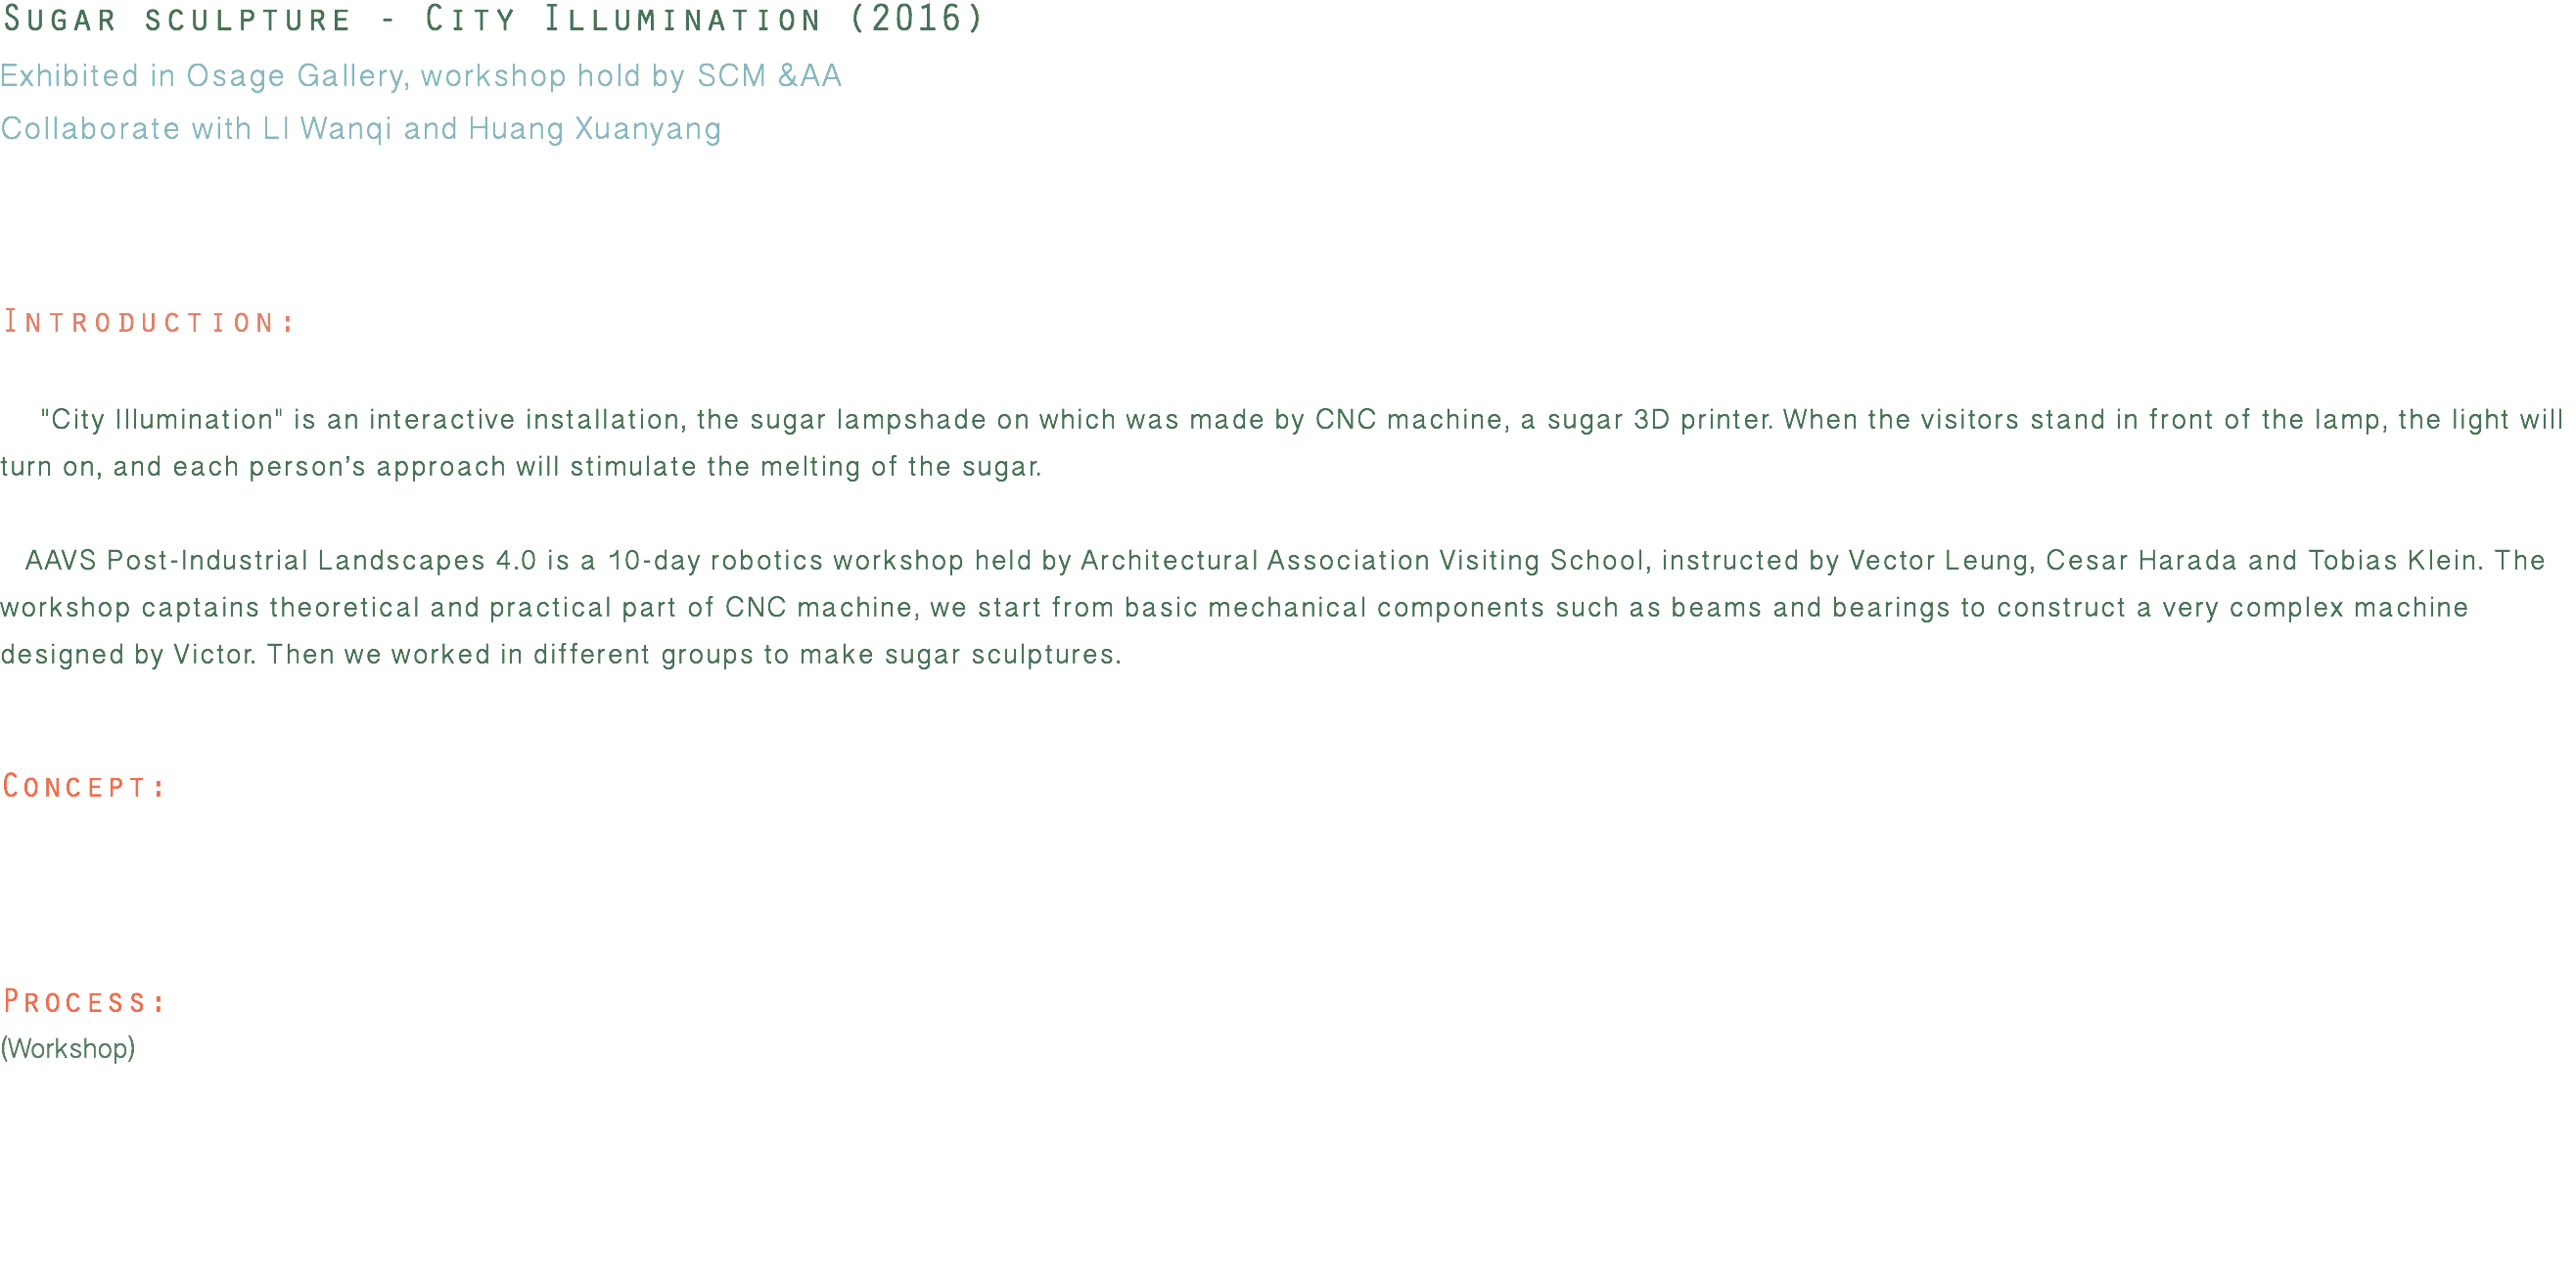 Sugar sculpture - City Illumination (2016)
Exhibited in Osage Gallery, workshop hold by SCM &AA
Collaborate with LI Wanqi and Huang Xuanyang
Introduction:
"City Illumination" is an interactive installation, the sugar lampshade on which was made by CNC machine, a sugar 3D printer. When the visitors stand in front of the lamp, the light will
turn on, and each person’s approach will stimulate the melting of the sugar.
AAVS Post-Industrial Landscapes 4.0 is a 10-day robotics workshop held by Architectural Association Visiting School, instructed by Vector Leung, Cesar Harada and Tobias Klein. The
workshop captains theoretical and practical part of CNC machine, we start from basic mechanical components such as beams and bearings to construct a very complex machine
designed by Victor. Then we worked in different groups to make sugar sculptures.
Concept:
Process:
(Workshop)